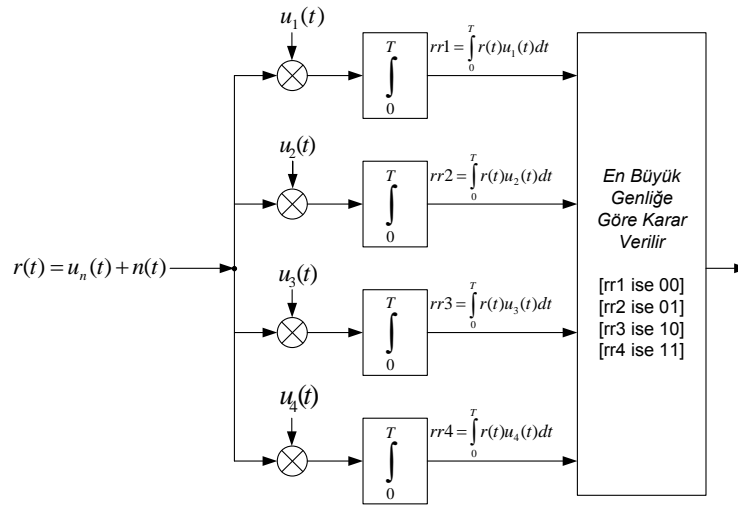 u₁(t)
T
∫
0
rr1 = ∫₀ᵀ r(t)u₁(t)dt
u₂(t)
T
∫
0
rr2 = ∫₀ᵀ r(t)u₂(t)dt
r(t) = uₙ(t) + n(t)
u₃(t)
T
∫
0
rr3 = ∫₀ᵀ r(t)u₃(t)dt
u₄(t)
T
∫
0
rr4 = ∫₀ᵀ r(t)u₄(t)dt
En Büyük
Genliğe
Göre Karar
Verilir
[rr1 ise 00]
[rr2 ise 01]
[rr3 ise 10]
[rr4 ise 11]